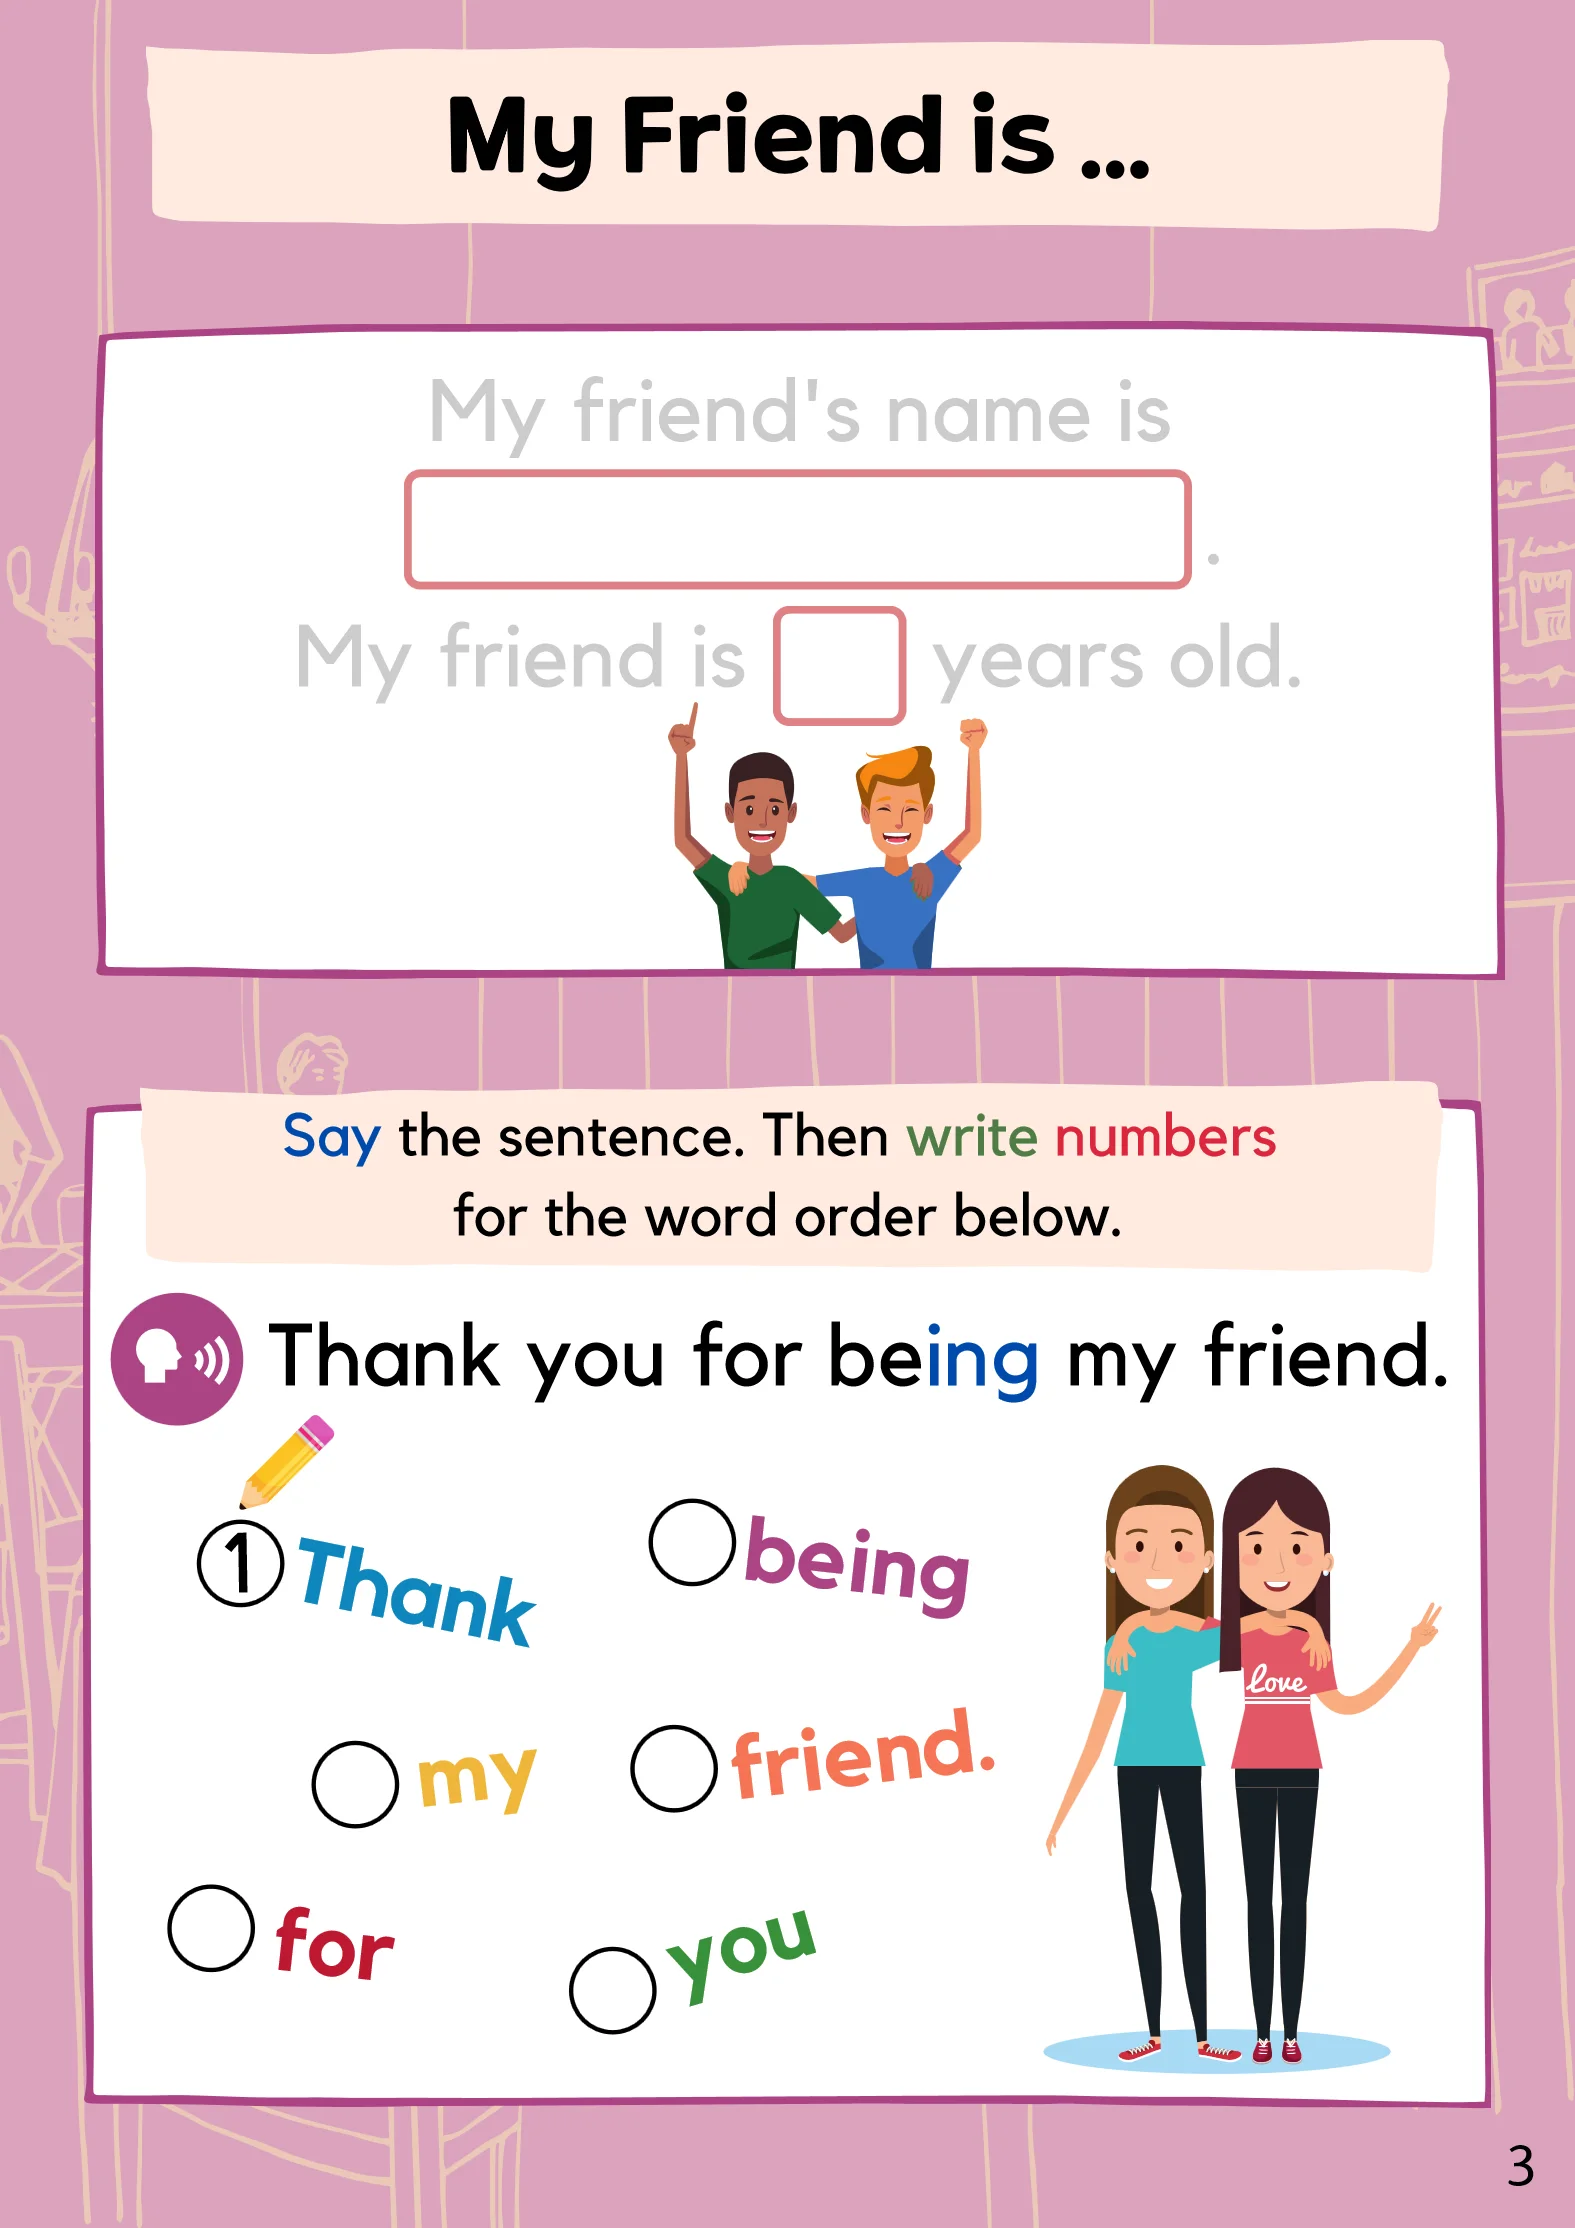 My Friend is ...
My friend's name is
.
My friend is years old.
Say the sentence. Then write numbers
for the word order below.
Thank you for being my friend.
1 Thank
being
my
friend.
for
you
love
3